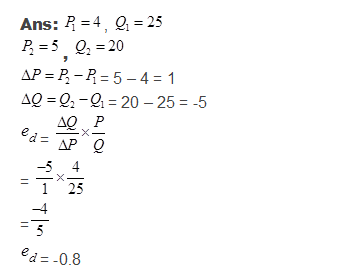 Ans: P₁ = 4 , Q₁ = 25
P₂ = 5 , Q₂ = 20
ΔP = P₂ − P₁ = 5 – 4 = 1
ΔQ = Q₂ − Q₁ = 20 – 25 = -5
e_d = ΔQ/ΔP × P/Q
= −5/1 × 4/25
= −4/5
e_d = -0.8